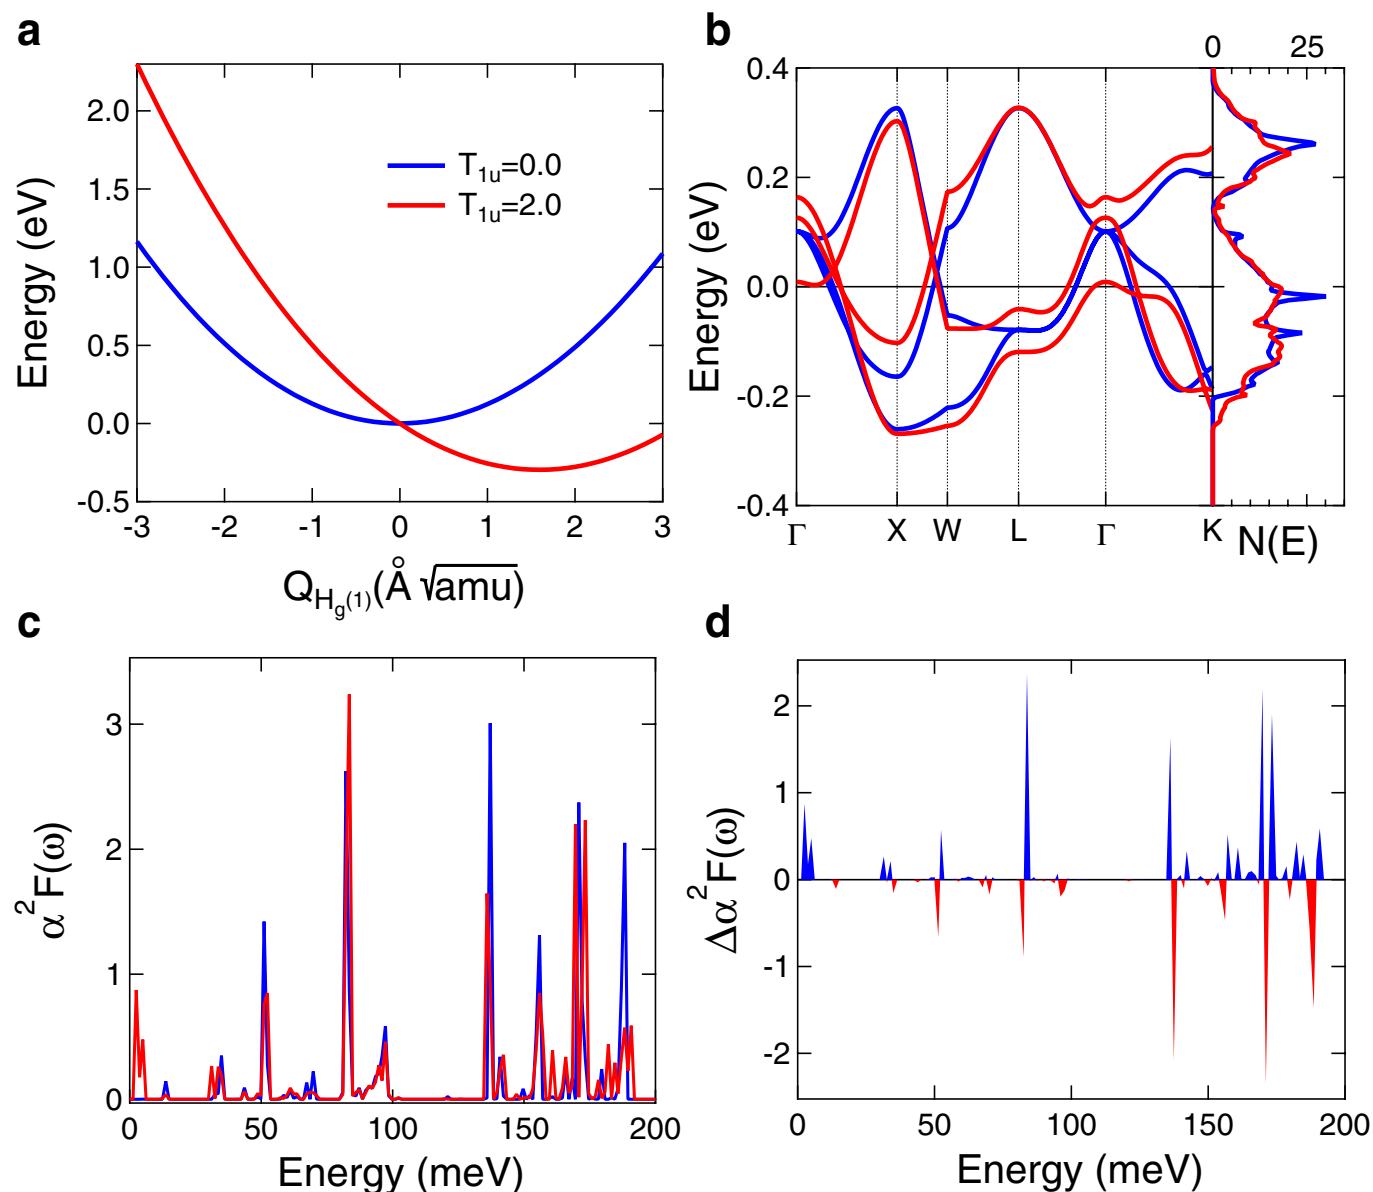 a
Energy (eV)
2.0
1.5
1.0
0.5
0.0
-0.5
T1u=0.0
T1u=2.0
-3 -2 -1 0 1 2 3
QHg(1)(Å √amu)
b
0 25
Energy (eV)
0.4
0.2
0.0
-0.2
-0.4
Γ X W L Γ K N(E)
c
α2F(ω)
3
2
1
0
0 50 100 150 200
Energy (meV)
d
Δα2F(ω)
2
1
0
-1
-2
0 50 100 150 200
Energy (meV)